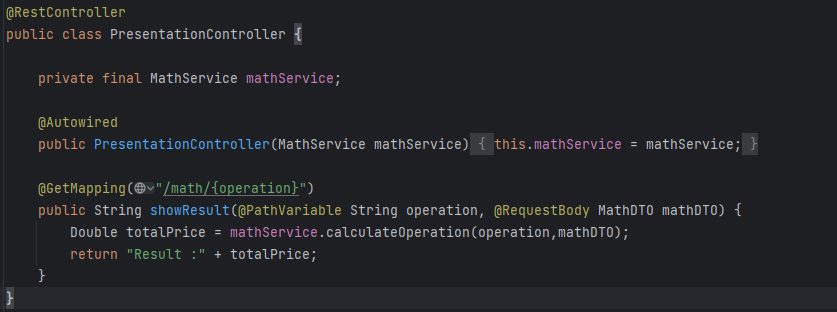 @RestController
public class PresentationController {
private final MathService mathService;
@Autowired
public PresentationController(MathService mathService) { this.mathService = mathService; }
@GetMapping("/math/{operation}")
public String showResult(@PathVariable String operation, @RequestBody MathDTO mathDTO) {
Double totalPrice = mathService.calculateOperation(operation,mathDTO);
return "Result :" + totalPrice;
}
}